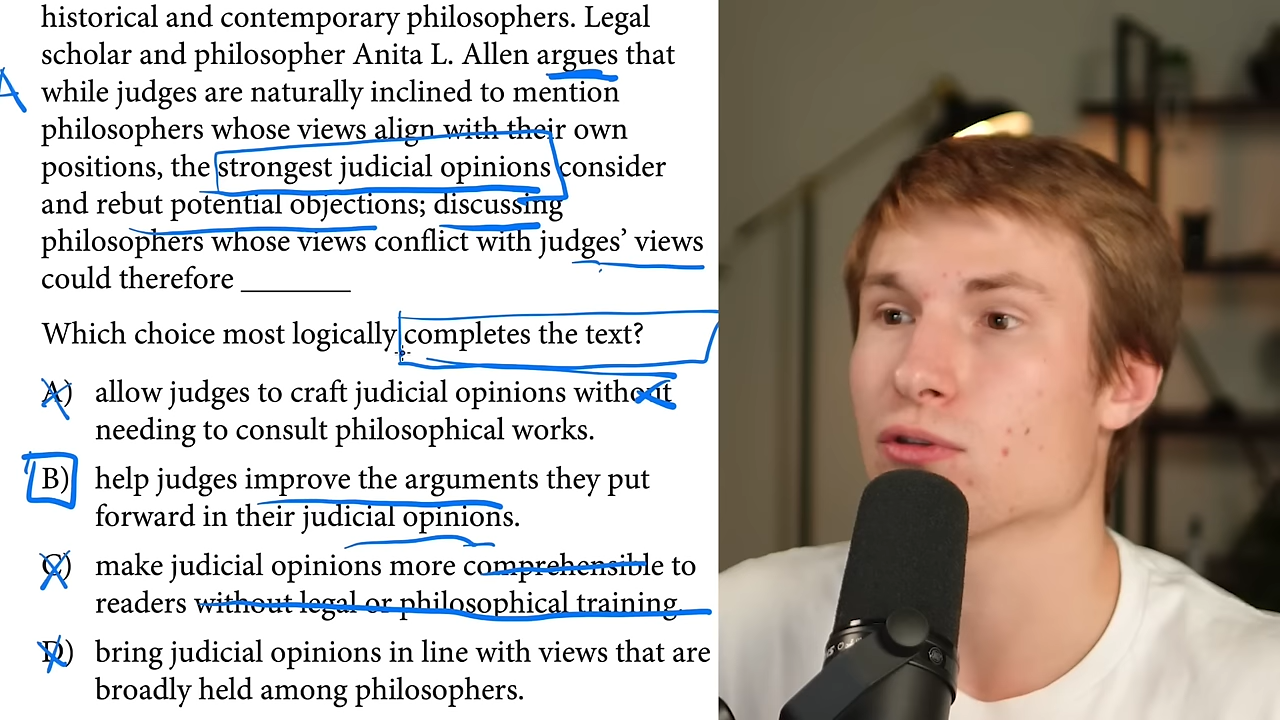 historical and contemporary philosophers. Legal
scholar and philosopher Anita L. Allen argues that
while judges are naturally inclined to mention
philosophers whose views align with their own
positions, the strongest judicial opinions consider
and rebut potential objections; discussing
philosophers whose views conflict with judges’ views
could therefore ________
Which choice most logically completes the text?
A) allow judges to craft judicial opinions without
needing to consult philosophical works.
B) help judges improve the arguments they put
forward in their judicial opinions.
C) make judicial opinions more comprehensible to
readers without legal or philosophical training.
D) bring judicial opinions in line with views that are
broadly held among philosophers.